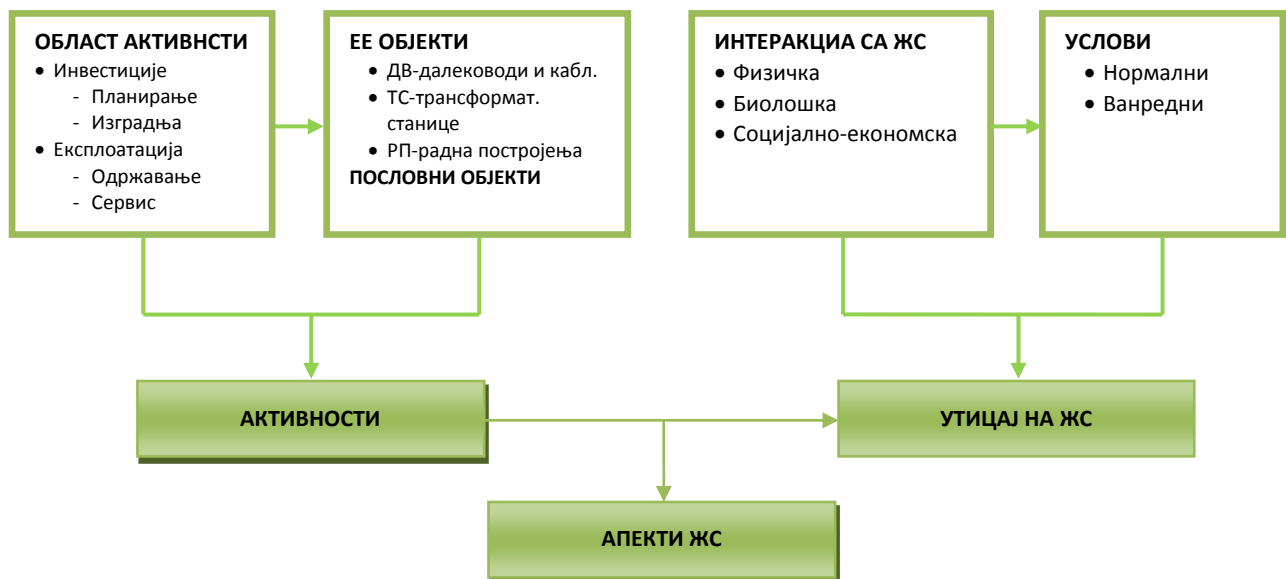 ОБЛАСТ АКТИВНСТИ
• Инвестиције
- Планирање
- Изградња
• Експлоатација
- Одржавање
- Сервис
ЕЕ ОБЈЕКТИ
• ДВ-далеководи и кабл.
• ТС-трансформат.
станице
• РП-радна постројења
ПОСЛОВНИ ОБЈЕКТИ
ИНТЕРАКЦИА СА ЖС
• Физичка
• Биолошка
• Социјално-економска
УСЛОВИ
• Нормални
• Ванредни
АКТИВНОСТИ
УТИЦАЈ НА ЖС
АПЕКТИ ЖС